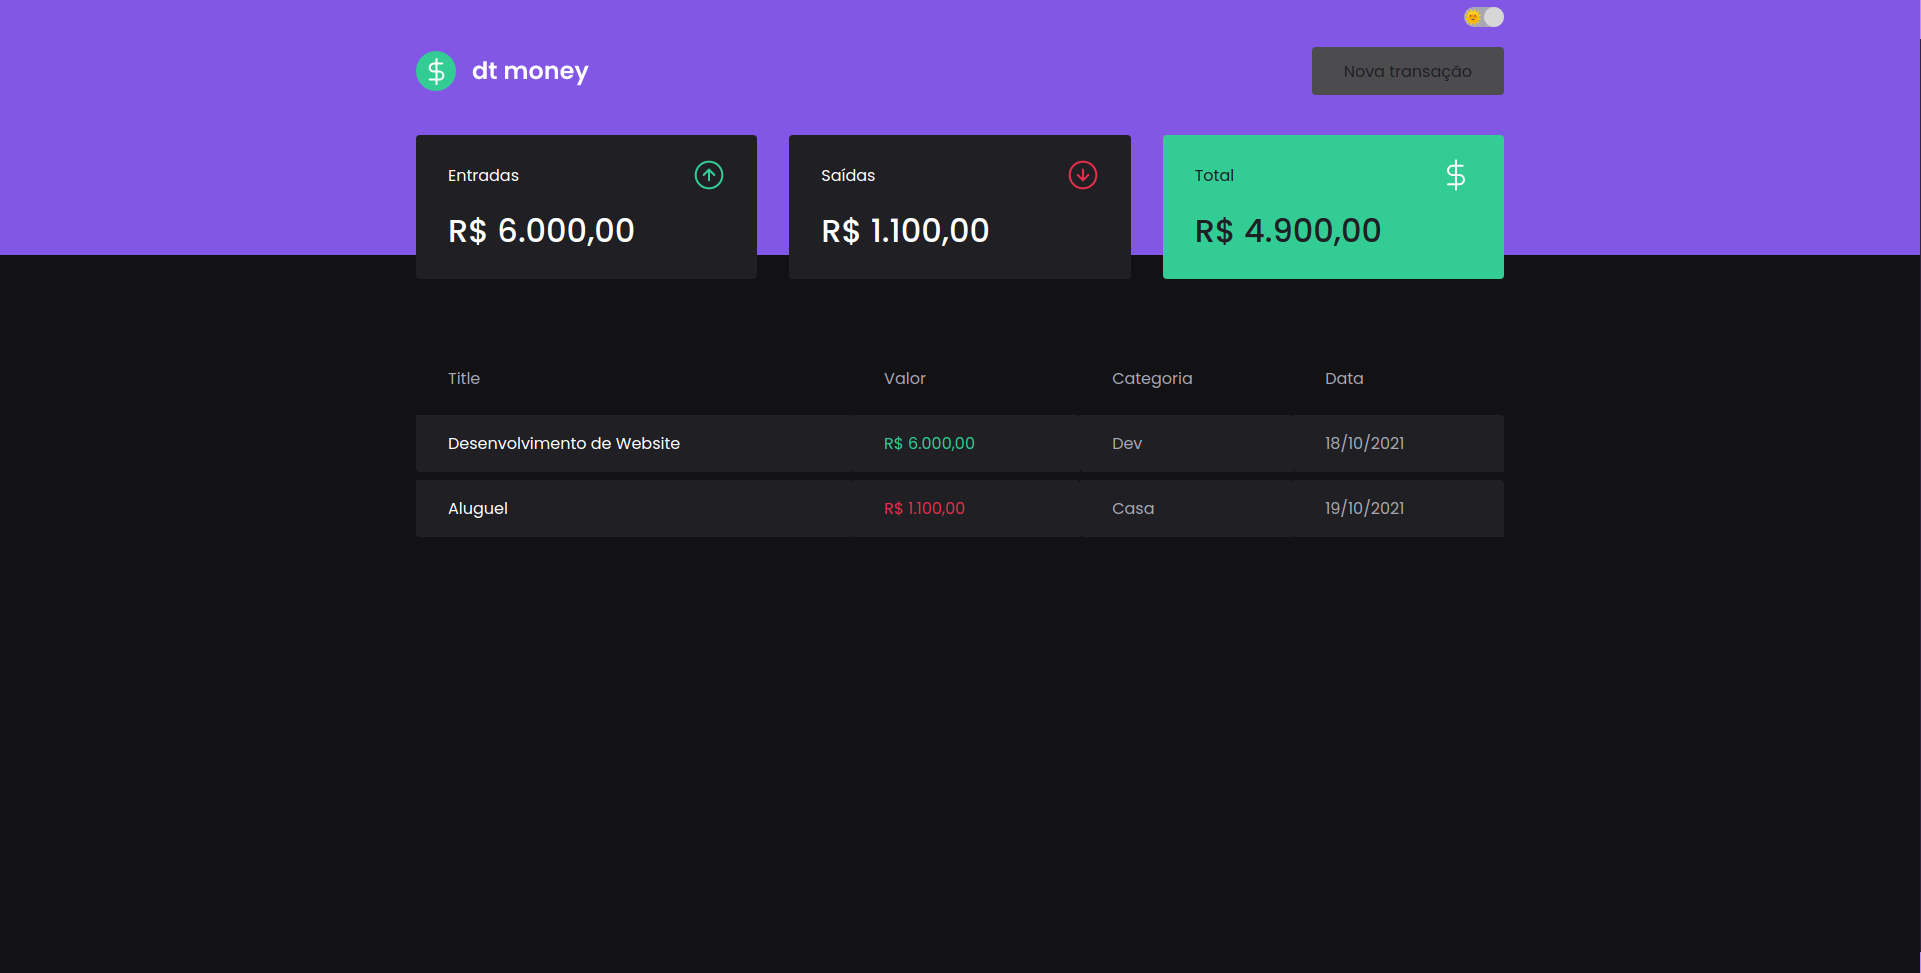 dt money
Nova transação
Entradas
R$ 6.000,00
Saídas
R$ 1.100,00
Total
R$ 4.900,00
Title Valor Categoria Data
Desenvolvimento de Website R$ 6.000,00 Dev 18/10/2021
Aluguel R$ 1.100,00 Casa 19/10/2021